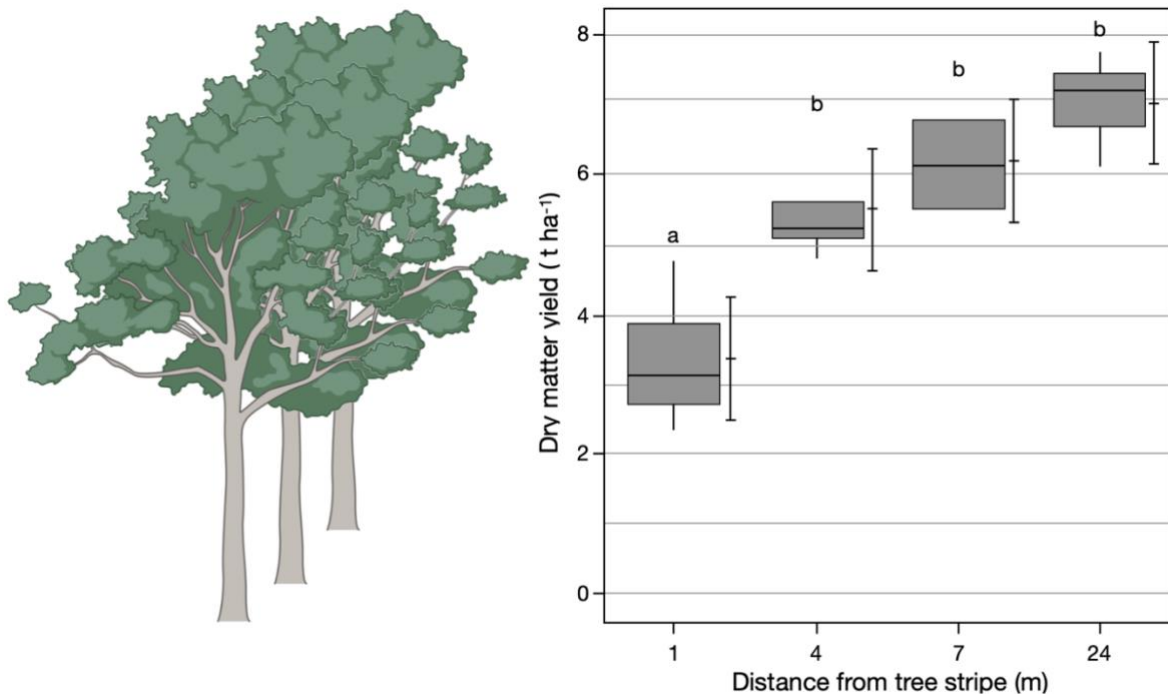 Dry matter yield ( t ha⁻¹)
8
6
4
2
0
a
b
b
b
1 4 7 24
Distance from tree stripe (m)